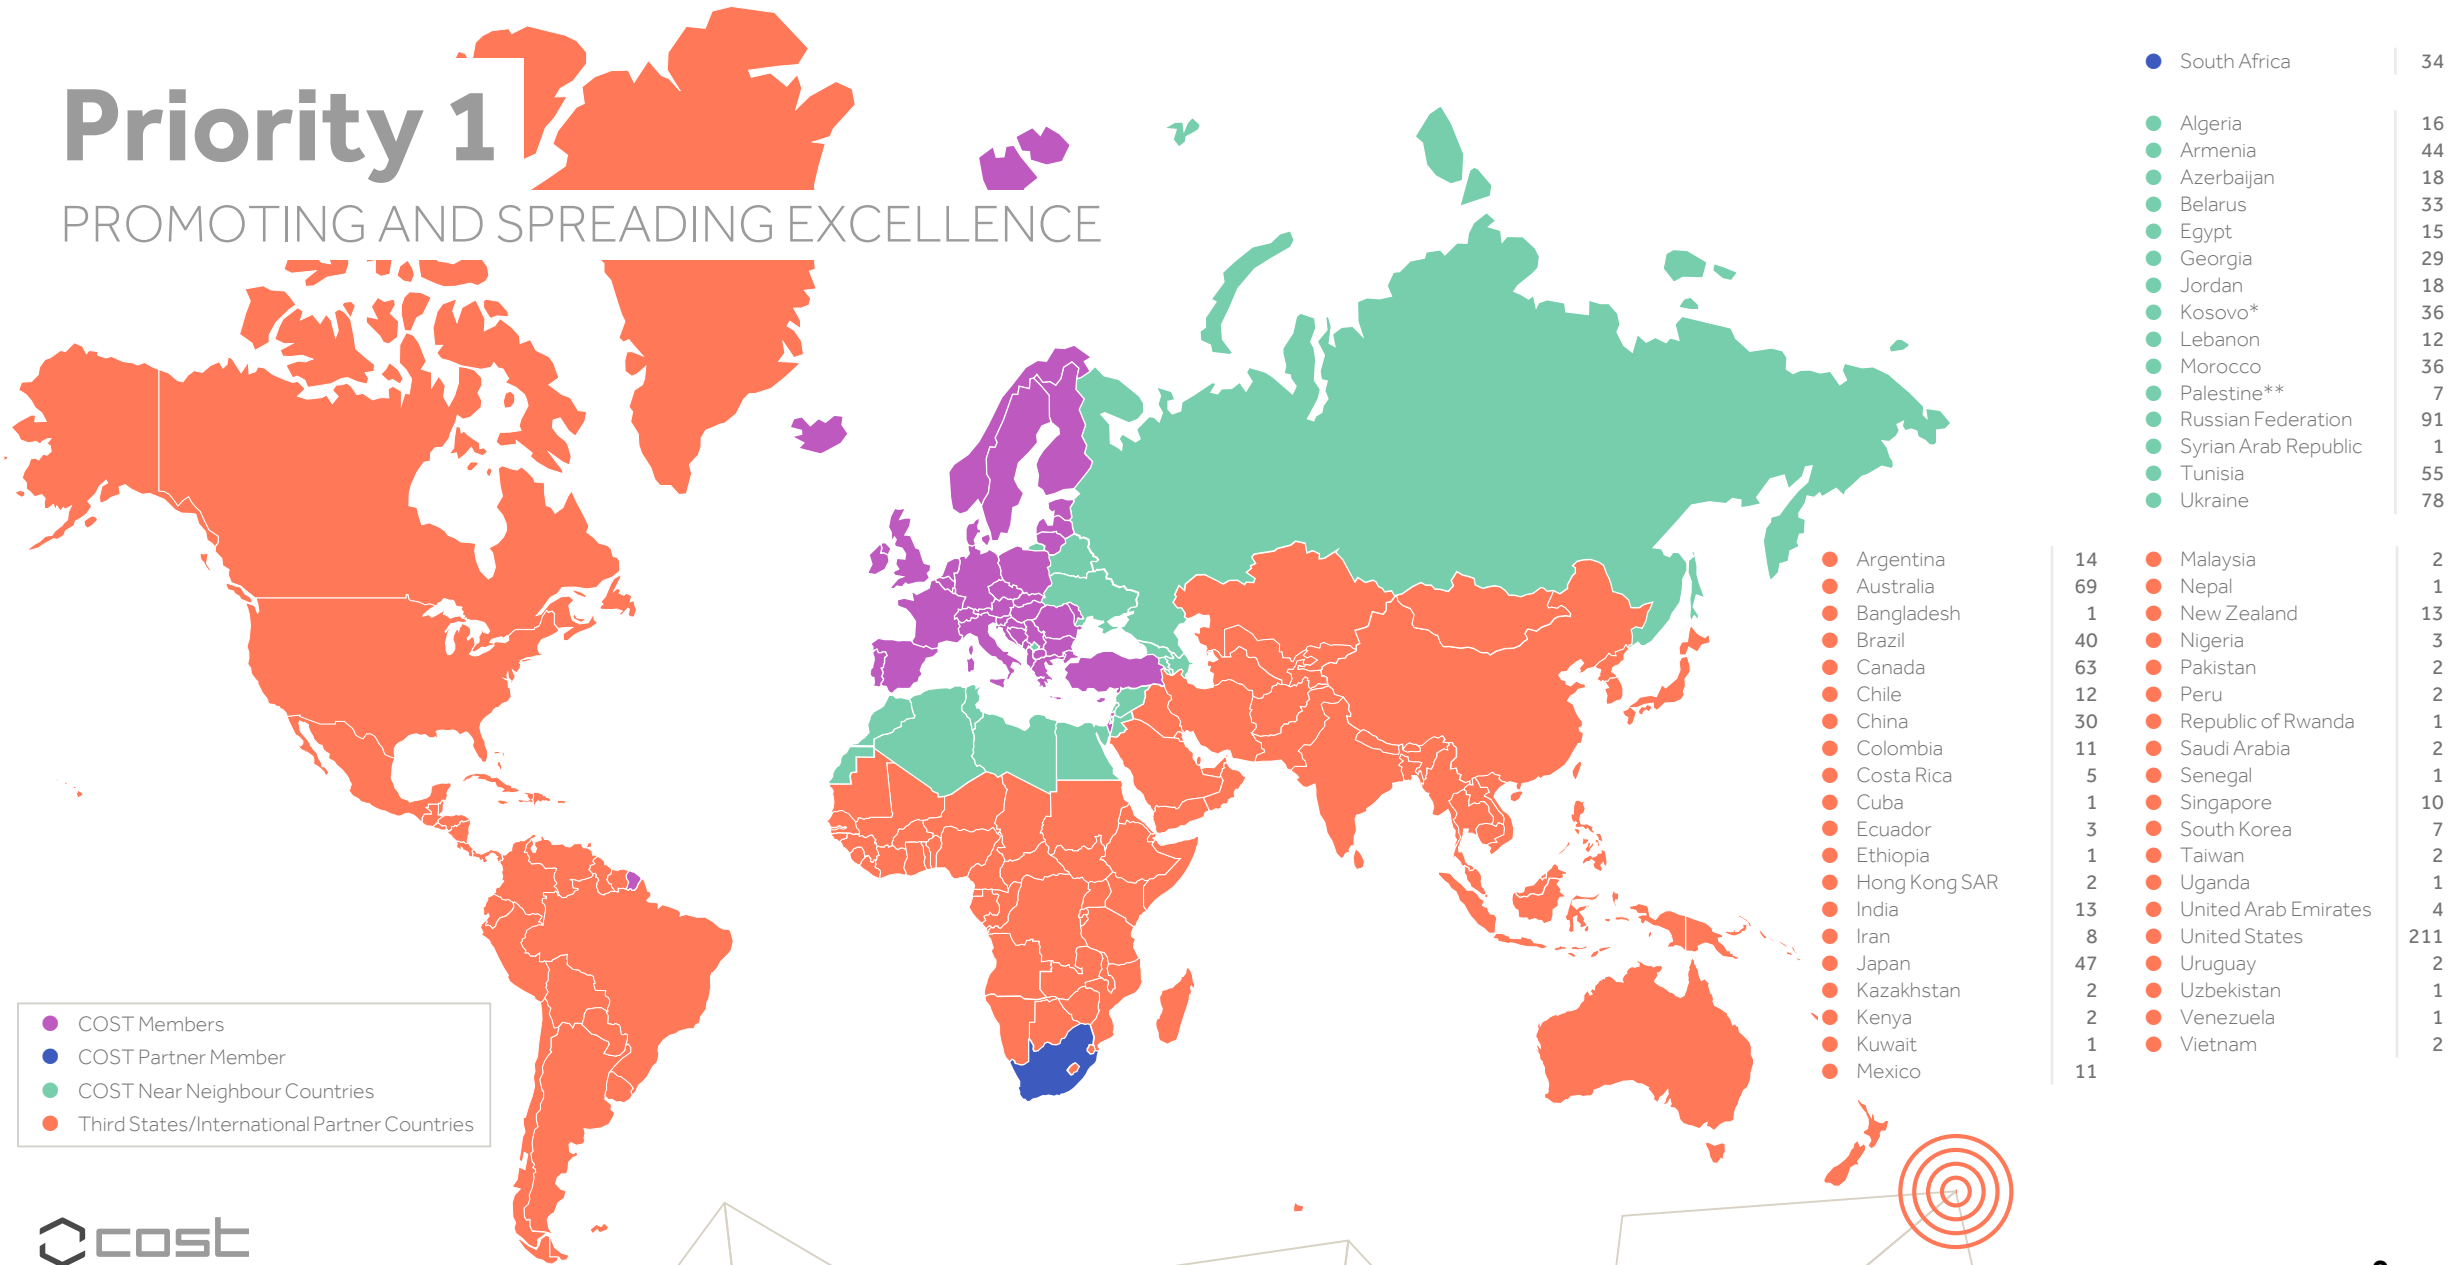 Priority 1
PROMOTING AND SPREADING EXCELLENCE
South Africa 34
Algeria 16
Armenia 44
Azerbaijan 18
Belarus 33
Egypt 15
Georgia 29
Jordan 18
Kosovo* 36
Lebanon 12
Morocco 36
Palestine** 7
Russian Federation 91
Syrian Arab Republic 1
Tunisia 55
Ukraine 78
Argentina 14
Australia 69
Bangladesh 1
Brazil 40
Canada 63
Chile 12
China 30
Colombia 11
Costa Rica 5
Cuba 1
Ecuador 3
Ethiopia 1
Hong Kong SAR 2
India 13
Iran 8
Japan 47
Kazakhstan 2
Kenya 2
Kuwait 1
Mexico 11
Malaysia 2
Nepal 1
New Zealand 13
Nigeria 3
Pakistan 2
Peru 2
Republic of Rwanda 1
Saudi Arabia 2
Senegal 1
Singapore 10
South Korea 7
Taiwan 2
Uganda 1
United Arab Emirates 4
United States 211
Uruguay 2
Uzbekistan 1
Venezuela 1
Vietnam 2
COST Members
COST Partner Member
COST Near Neighbour Countries
Third States/International Partner Countries
cost